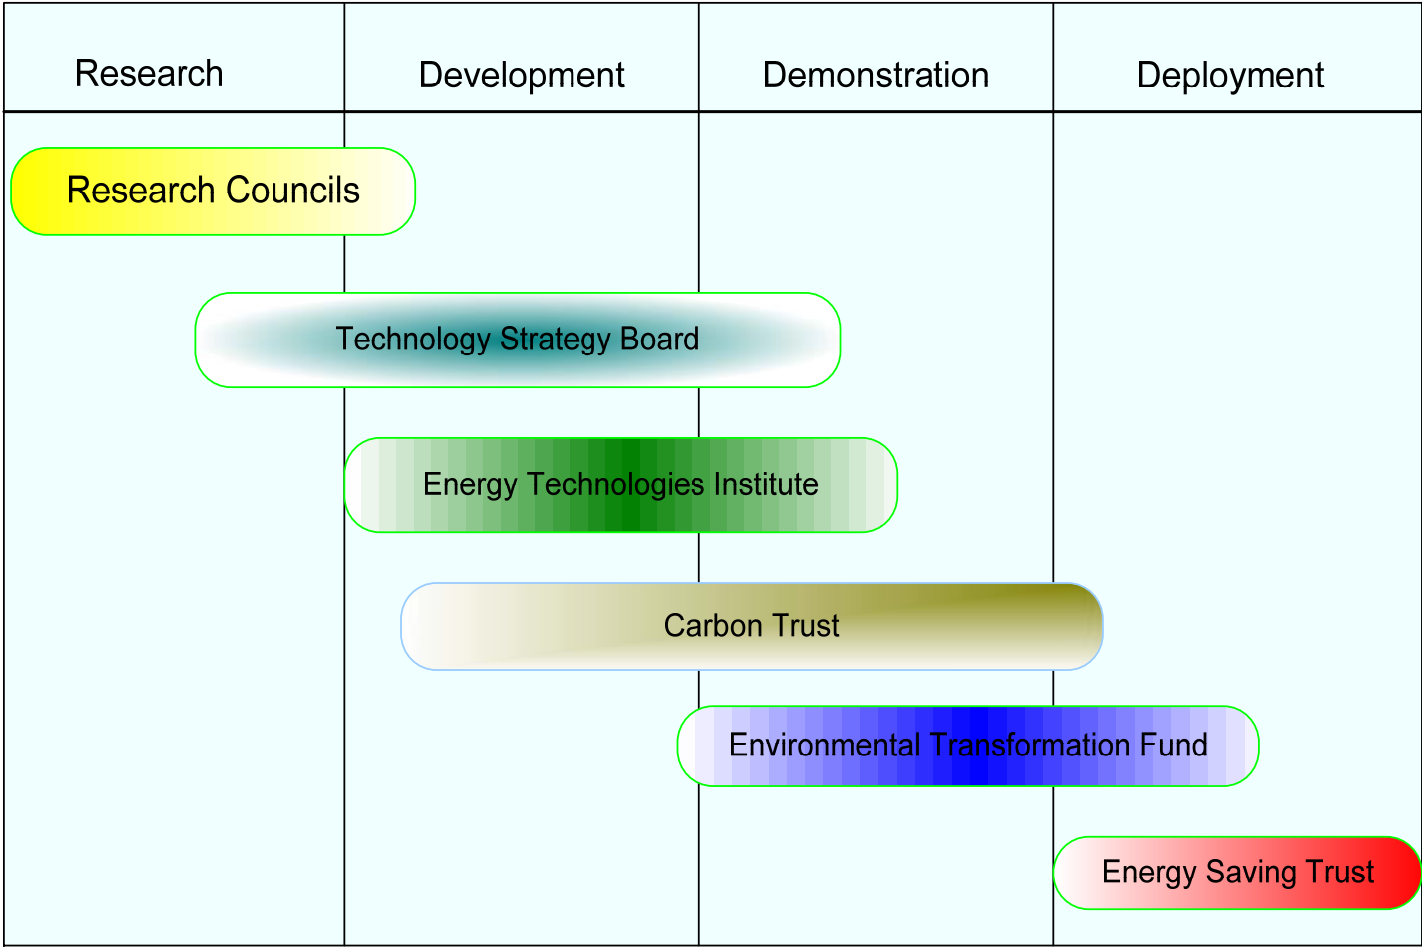 Research
Development
Demonstration
Deployment
Research Councils
Technology Strategy Board
Energy Technologies Institute
Carbon Trust
Environmental Transformation Fund
Energy Saving Trust